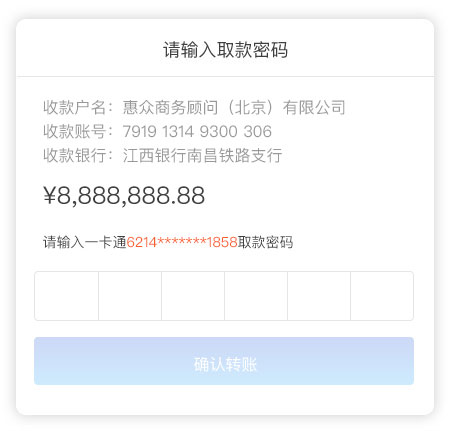 请输入取款密码
收款户名：惠众商务顾问（北京）有限公司
收款账号：7919 1314 9300 306
收款银行：江西银行南昌铁路支行
¥8,888,888.88
请输入一卡通6214*******1858取款密码
确认转账